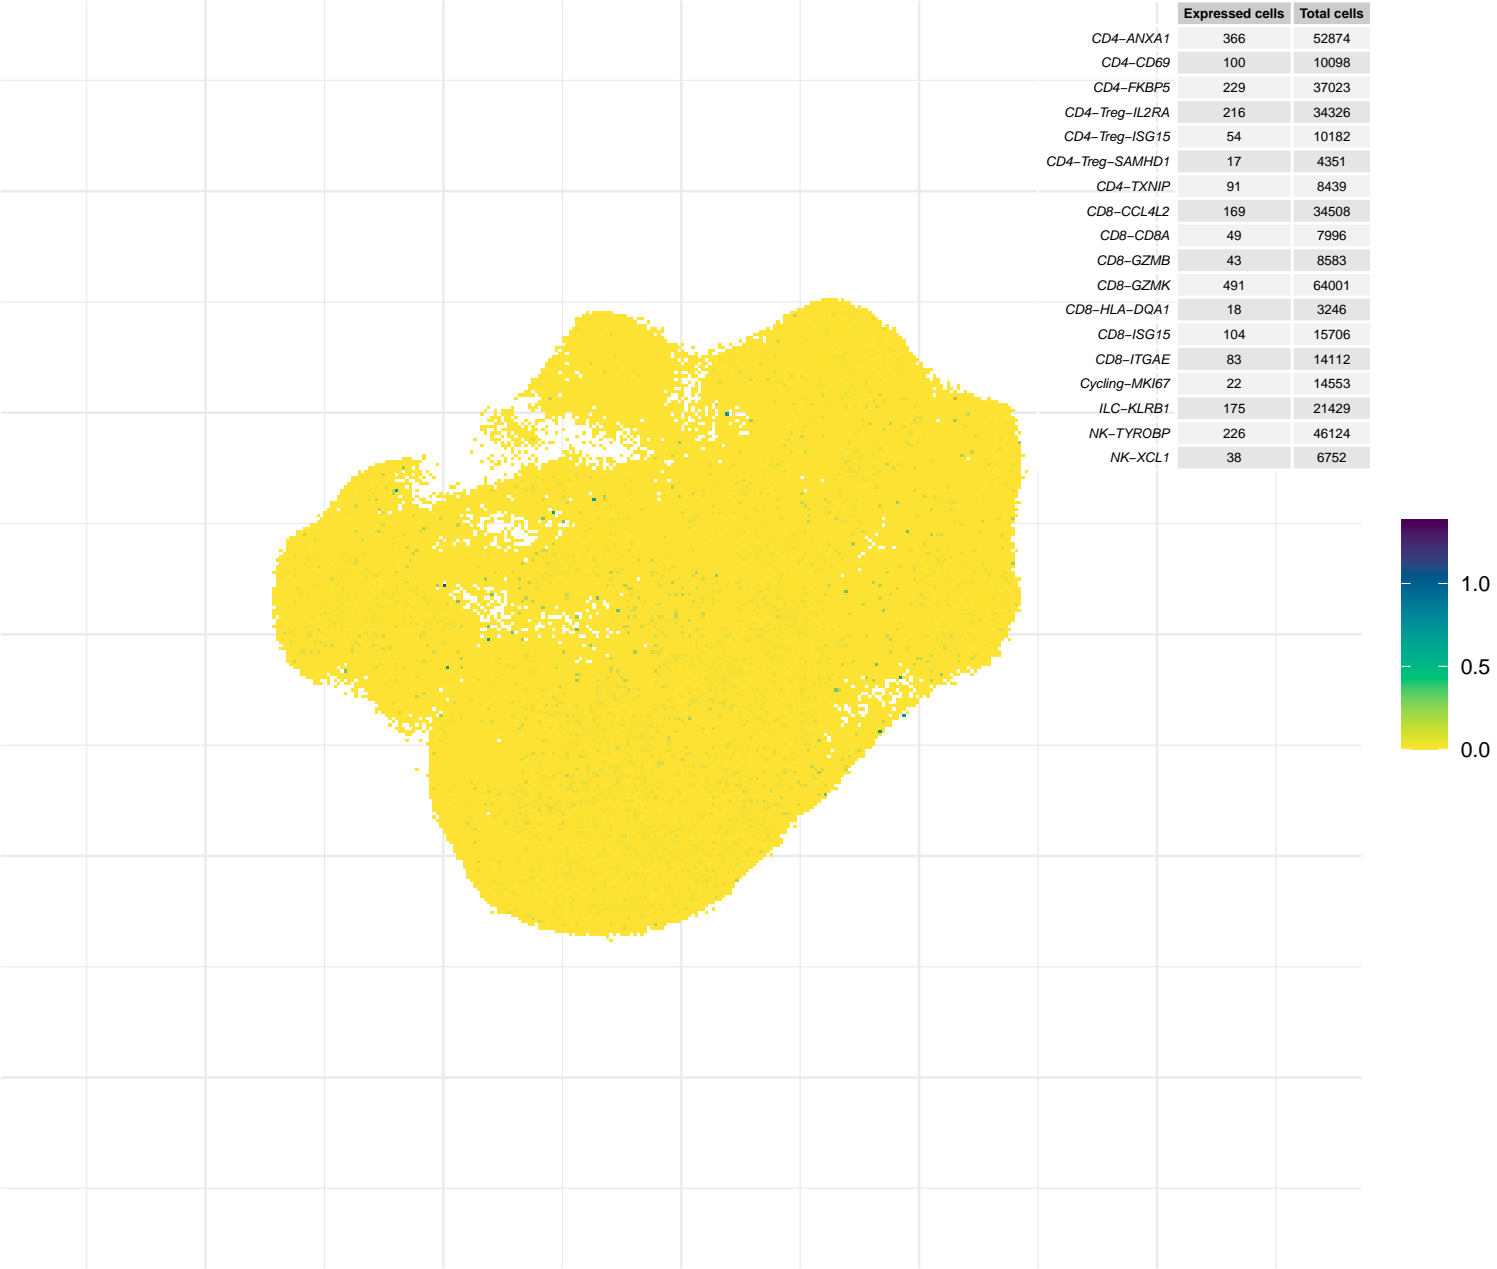 Expressed cells Total cells
CD4−ANXA1 366 52874
CD4−CD69 100 10098
CD4−FKBP5 229 37023
CD4−Treg−IL2RA 216 34326
CD4−Treg−ISG15 54 10182
CD4−Treg−SAMHD1 17 4351
CD4−TXNIP 91 8439
CD8−CCL4L2 169 34508
CD8−CD8A 49 7996
CD8−GZMB 43 8583
CD8−GZMK 491 64001
CD8−HLA−DQA1 18 3246
CD8−ISG15 104 15706
CD8−ITGAE 83 14112
Cycling−MKI67 22 14553
ILC−KLRB1 175 21429
NK−TYROBP 226 46124
NK−XCL1 38 6752
1.0
0.5
0.0